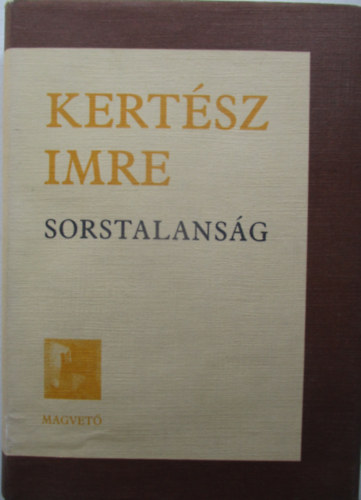 KERTÉSZ
IMRE
SORSTALANSÁG
MAGVETŐ